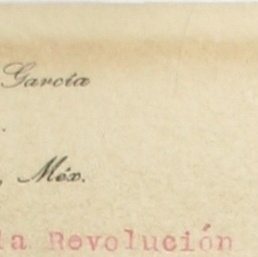 García
.
, Méx.
la Revolución